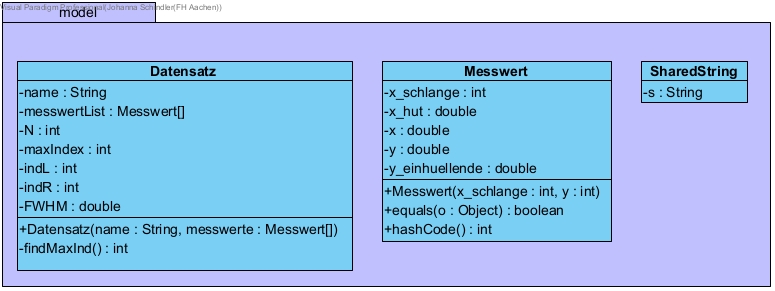 Visual Paradigm Professional(Johanna Schindler(FH Aachen))
model
Datensatz
-name : String
-messwertList : Messwert[]
-N : int
-maxIndex : int
-indL : int
-indR : int
-FWHM : double
+Datensatz(name : String, messwerte : Messwert[])
-findMaxInd() : int
Messwert
-x_schlange : int
-x_hut : double
-x : double
-y : double
-y_einhuellende : double
+Messwert(x_schlange : int, y : int)
+equals(o : Object) : boolean
+hashCode() : int
SharedString
-s : String